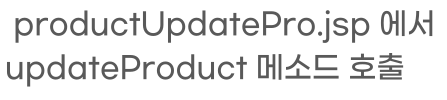 productUpdatePro.jsp 에서
updateProduct 메소드 호출